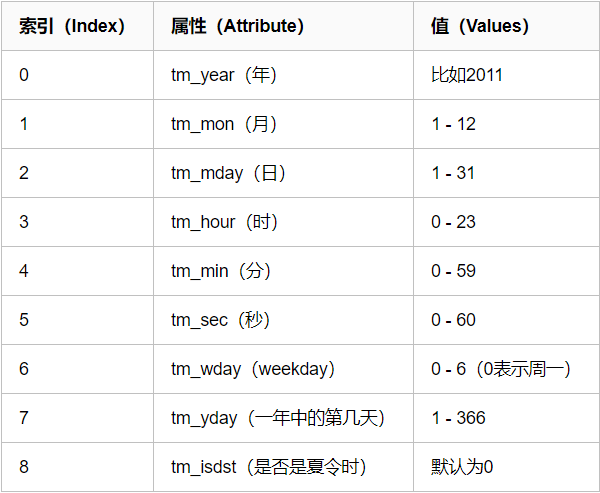 索引（Index） 属性（Attribute） 值（Values）
0 tm_year（年） 比如2011
1 tm_mon（月） 1 - 12
2 tm_mday（日） 1 - 31
3 tm_hour（时） 0 - 23
4 tm_min（分） 0 - 59
5 tm_sec（秒） 0 - 60
6 tm_wday（weekday） 0 - 6（0表示周一）
7 tm_yday（一年中的第几天） 1 - 366
8 tm_isdst（是否是夏令时） 默认为0